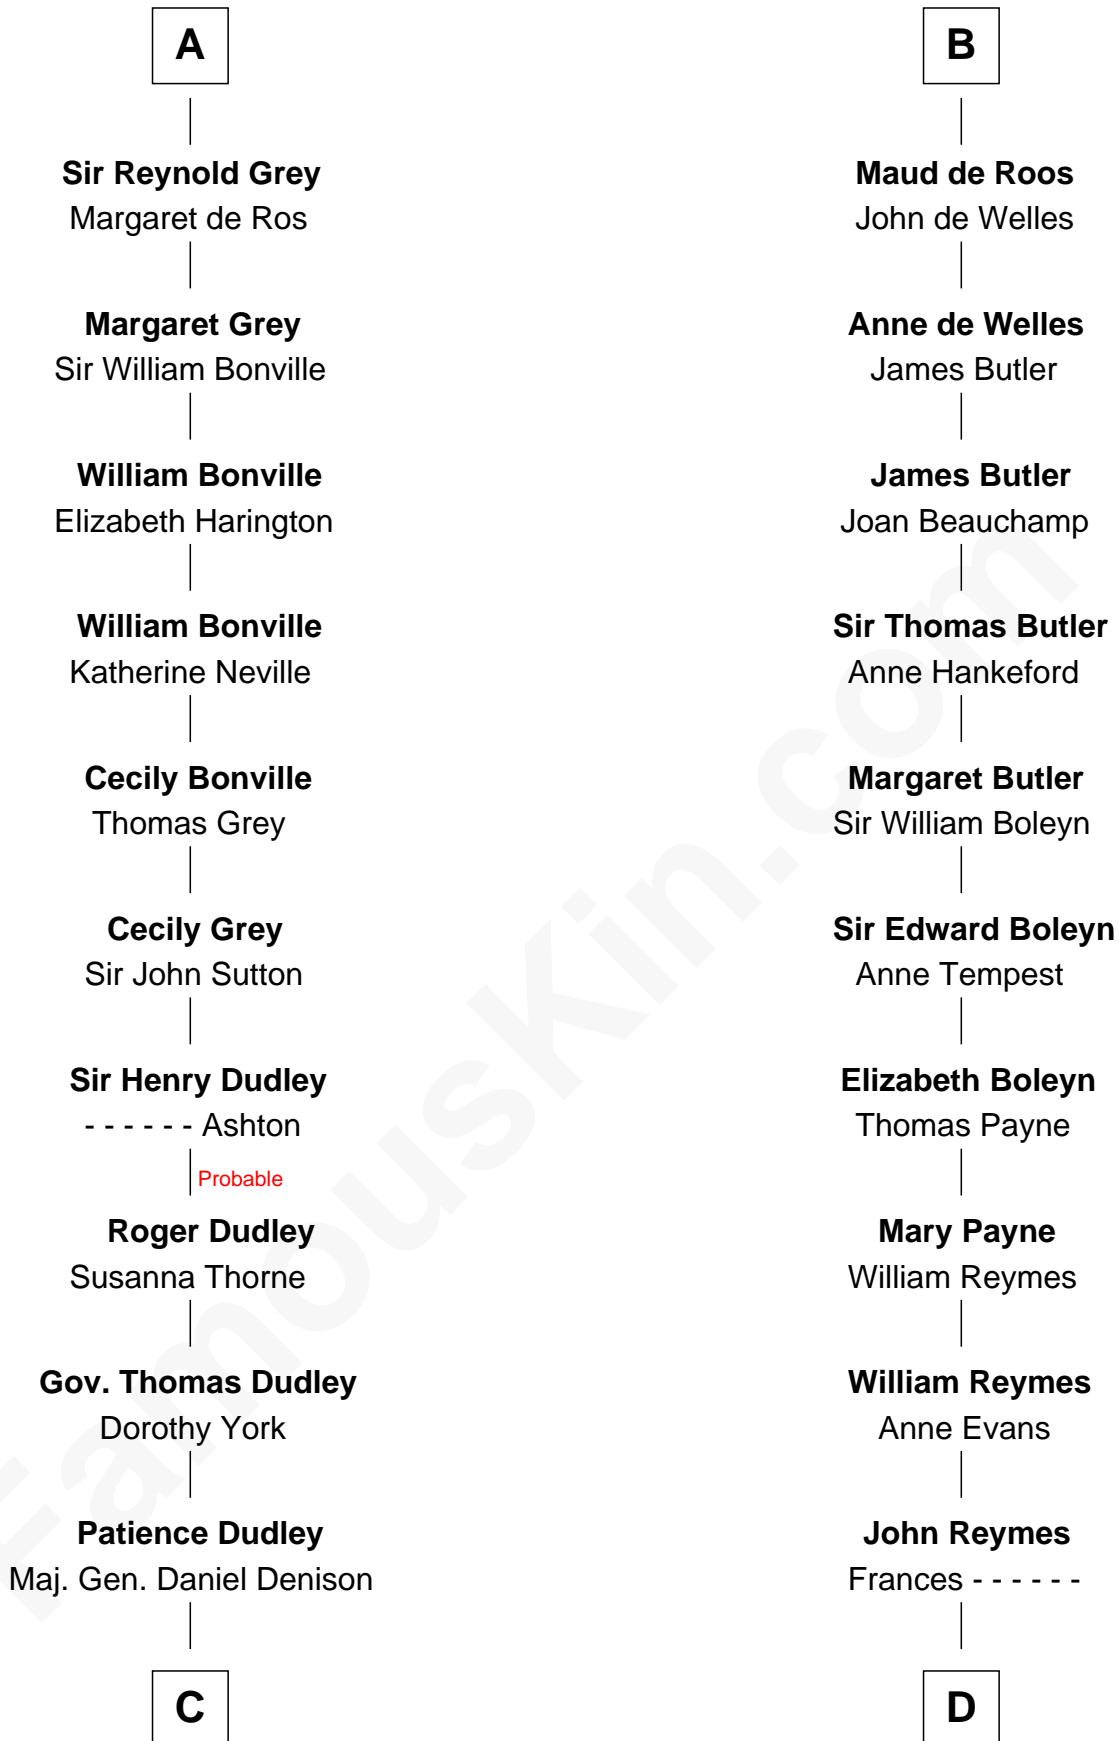 A
Sir Reynold Grey
Margaret de Ros
Margaret Grey
Sir William Bonville
William Bonville
Elizabeth Harington
William Bonville
Katherine Neville
Cecily Bonville
Thomas Grey
Cecily Grey
Sir John Sutton
Sir Henry Dudley
- - - - - - Ashton
Probable
Roger Dudley
Susanna Thorne
Gov. Thomas Dudley
Dorothy York
Patience Dudley
Maj. Gen. Daniel Denison
C
B
Maud de Roos
John de Welles
Anne de Welles
James Butler
James Butler
Joan Beauchamp
Sir Thomas Butler
Anne Hankeford
Margaret Butler
Sir William Boleyn
Sir Edward Boleyn
Anne Tempest
Elizabeth Boleyn
Thomas Payne
Mary Payne
William Reymes
William Reymes
Anne Evans
John Reymes
Frances - - - - - -
D
FamousKin.com